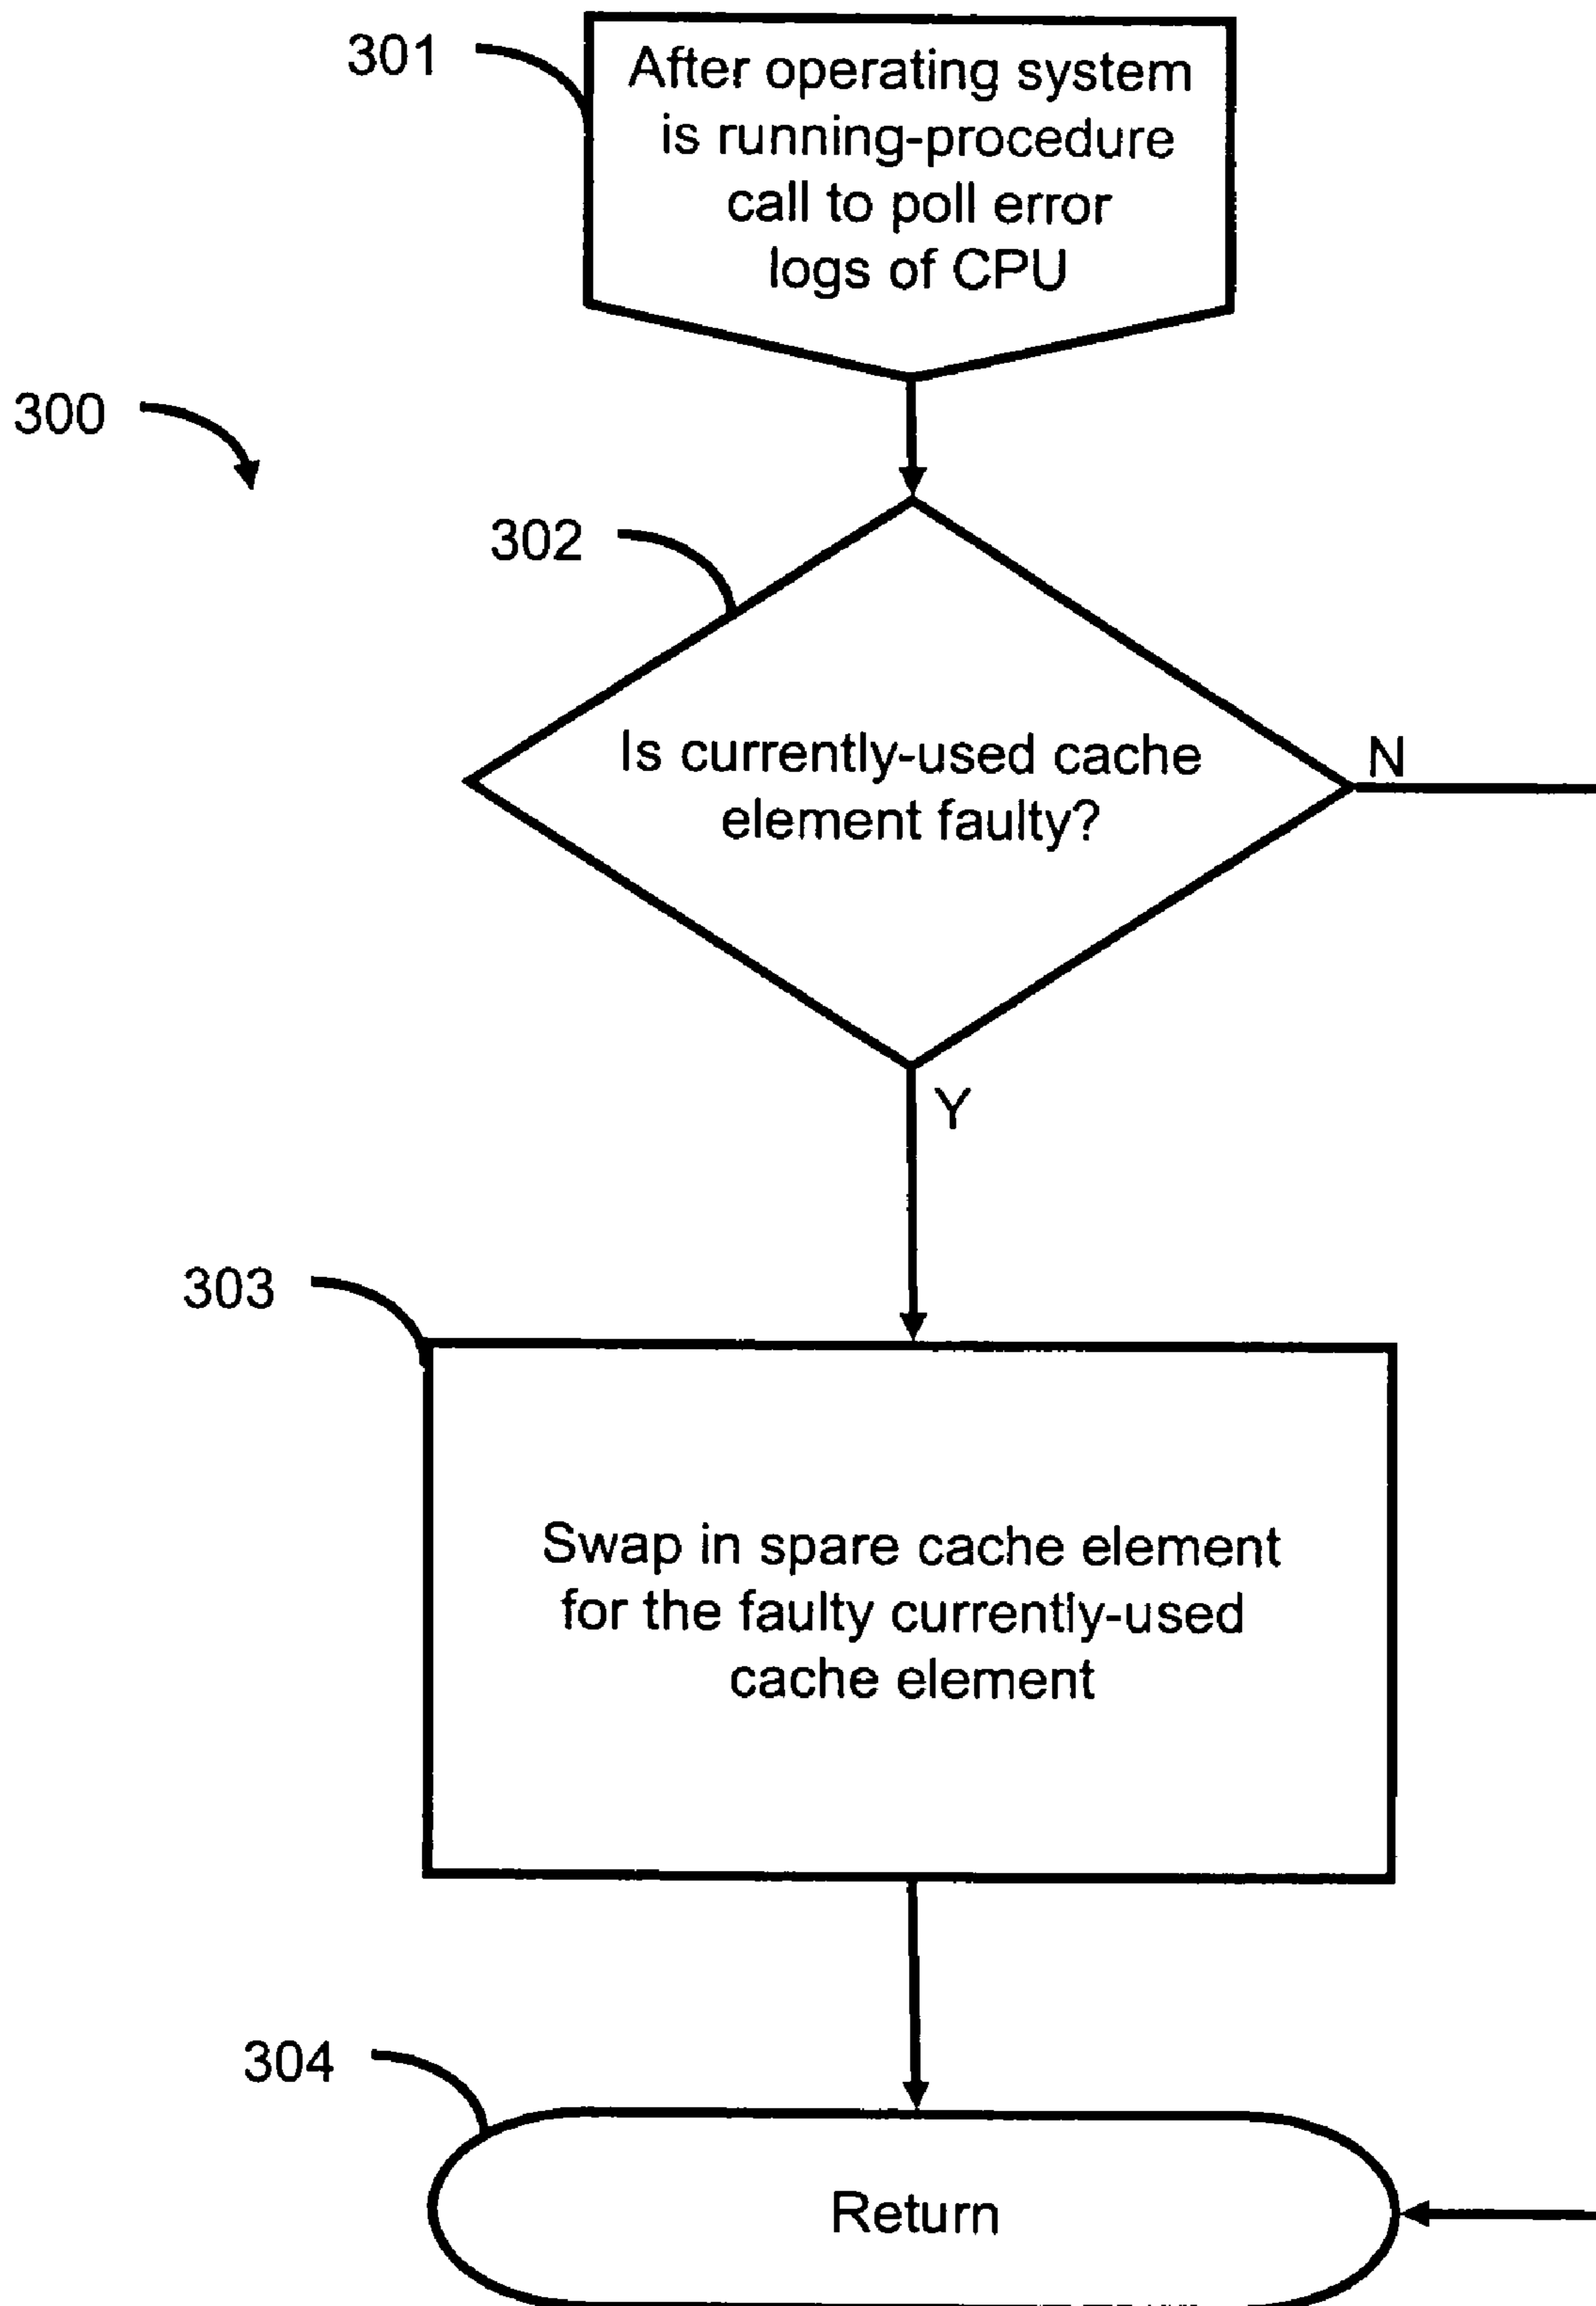 301
After operating system
is running-procedure
call to poll error
logs of CPU
300
302
Is currently-used cache
element faulty?
N
Y
303
Swap in spare cache element
for the faulty currently-used
cache element
304
Return